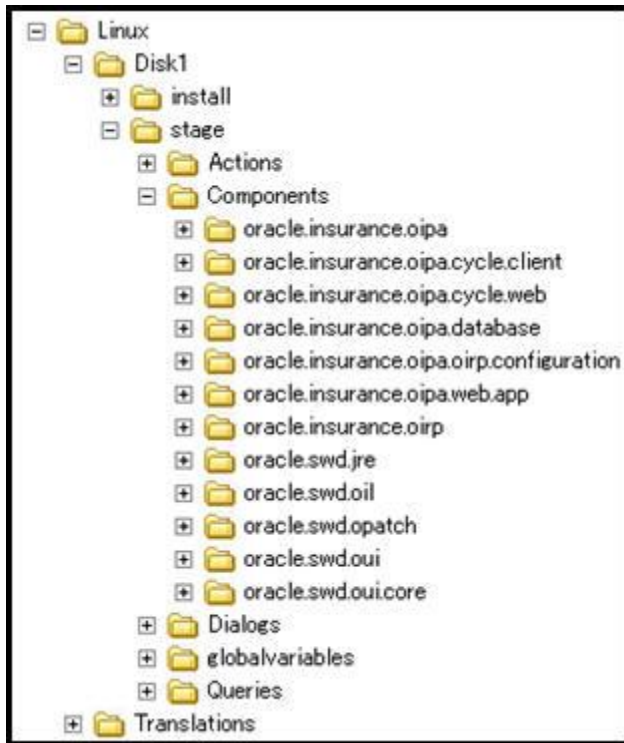 Linux
Disk1
install
stage
Actions
Components
oracle.insurance.oipa
oracle.insurance.oipa.cycle.client
oracle.insurance.oipa.cycle.web
oracle.insurance.oipa.database
oracle.insurance.oipa.oirp.configuration
oracle.insurance.oipa.web.app
oracle.insurance.oirp
oracle.swd.jre
oracle.swd.oil
oracle.swd.opatch
oracle.swd.oui
oracle.swd.oui.core
Dialogs
globalvariables
Queries
Translations